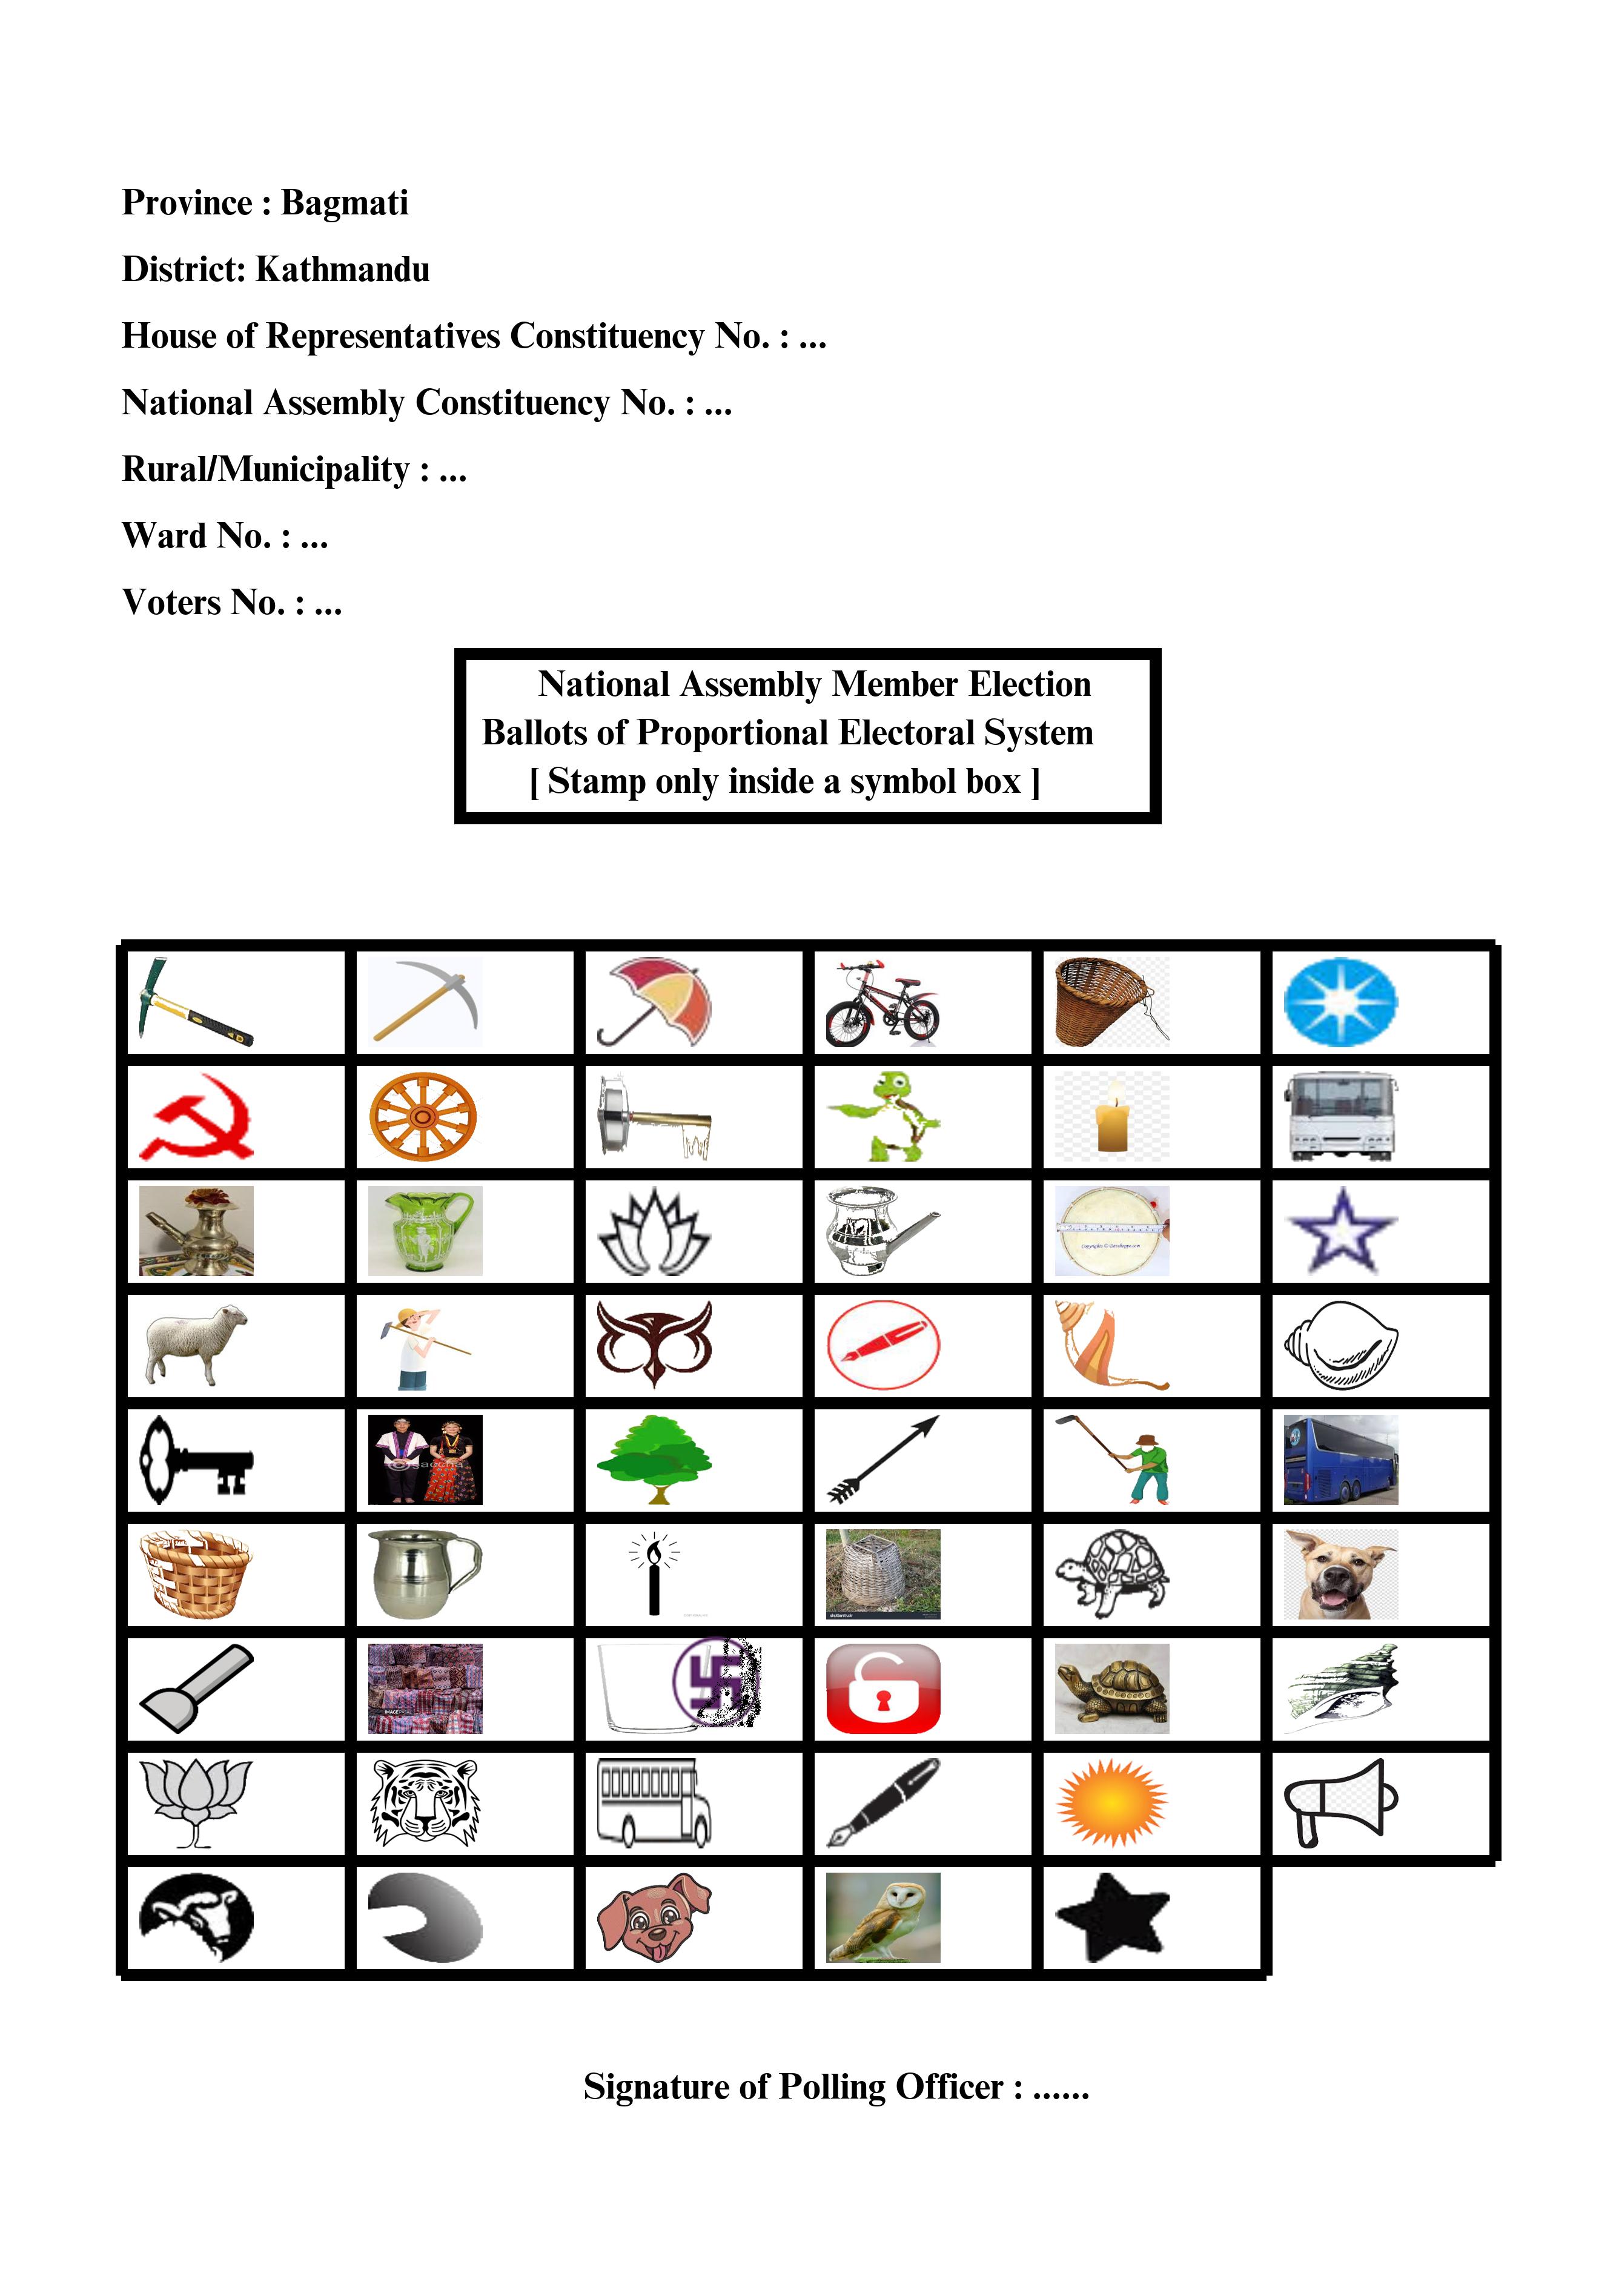 Province : Bagmati
District: Kathmandu
House of Representatives Constituency No. : ...
National Assembly Constituency No. : ...
Rural/Municipality : ...
Ward No. : ...
Voters No. : ...
National Assembly Member Election
Ballots of Proportional Electoral System
[ Stamp only inside a symbol box ]
Signature of Polling Officer : ......